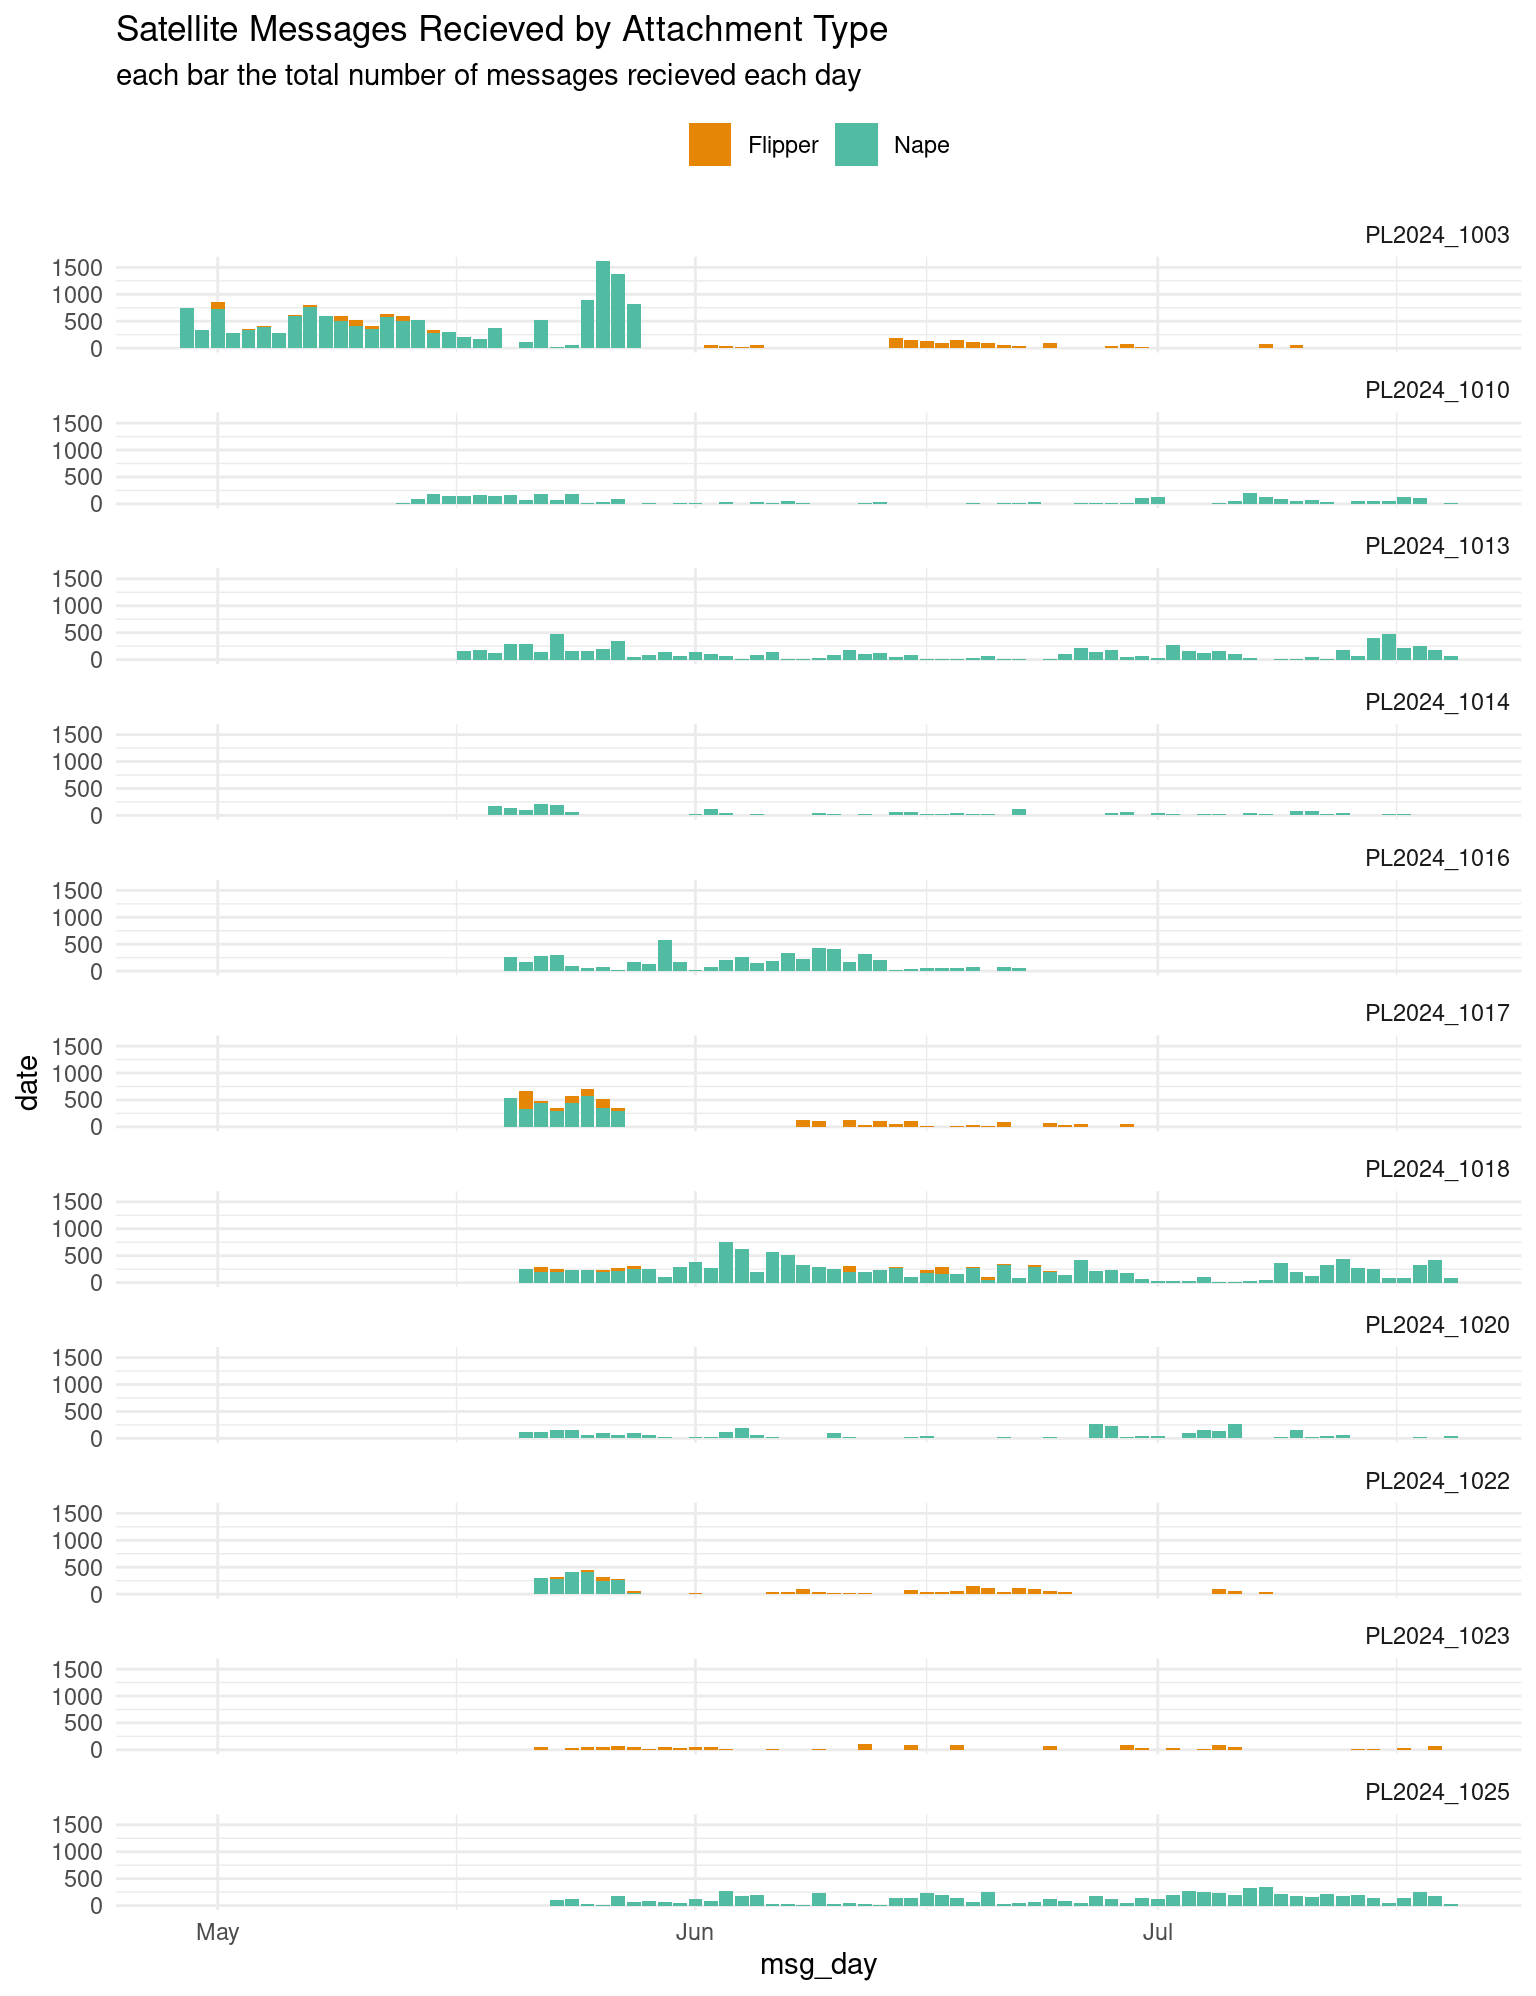 Satellite Messages Recieved by Attachment Type
each bar the total number of messages recieved each day
Flipper Nape
PL2024_1003
1500
1000
500
0
PL2024_1010
1500
1000
500
0
PL2024_1013
1500
1000
500
0
PL2024_1014
1500
1000
500
0
PL2024_1016
1500
1000
500
0
PL2024_1017
1500
1000
500
0
date
PL2024_1018
1500
1000
500
0
PL2024_1020
1500
1000
500
0
PL2024_1022
1500
1000
500
0
PL2024_1023
1500
1000
500
0
PL2024_1025
1500
1000
500
0
May Jun Jul
msg_day